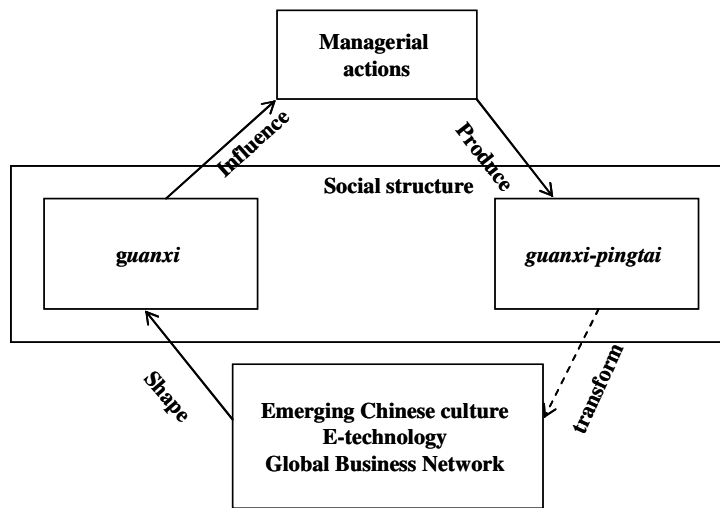 Managerial
actions
Influence
Produce
Social structure
guanxi
guanxi-pingtai
Shape
transform
Emerging Chinese culture
E-technology
Global Business Network